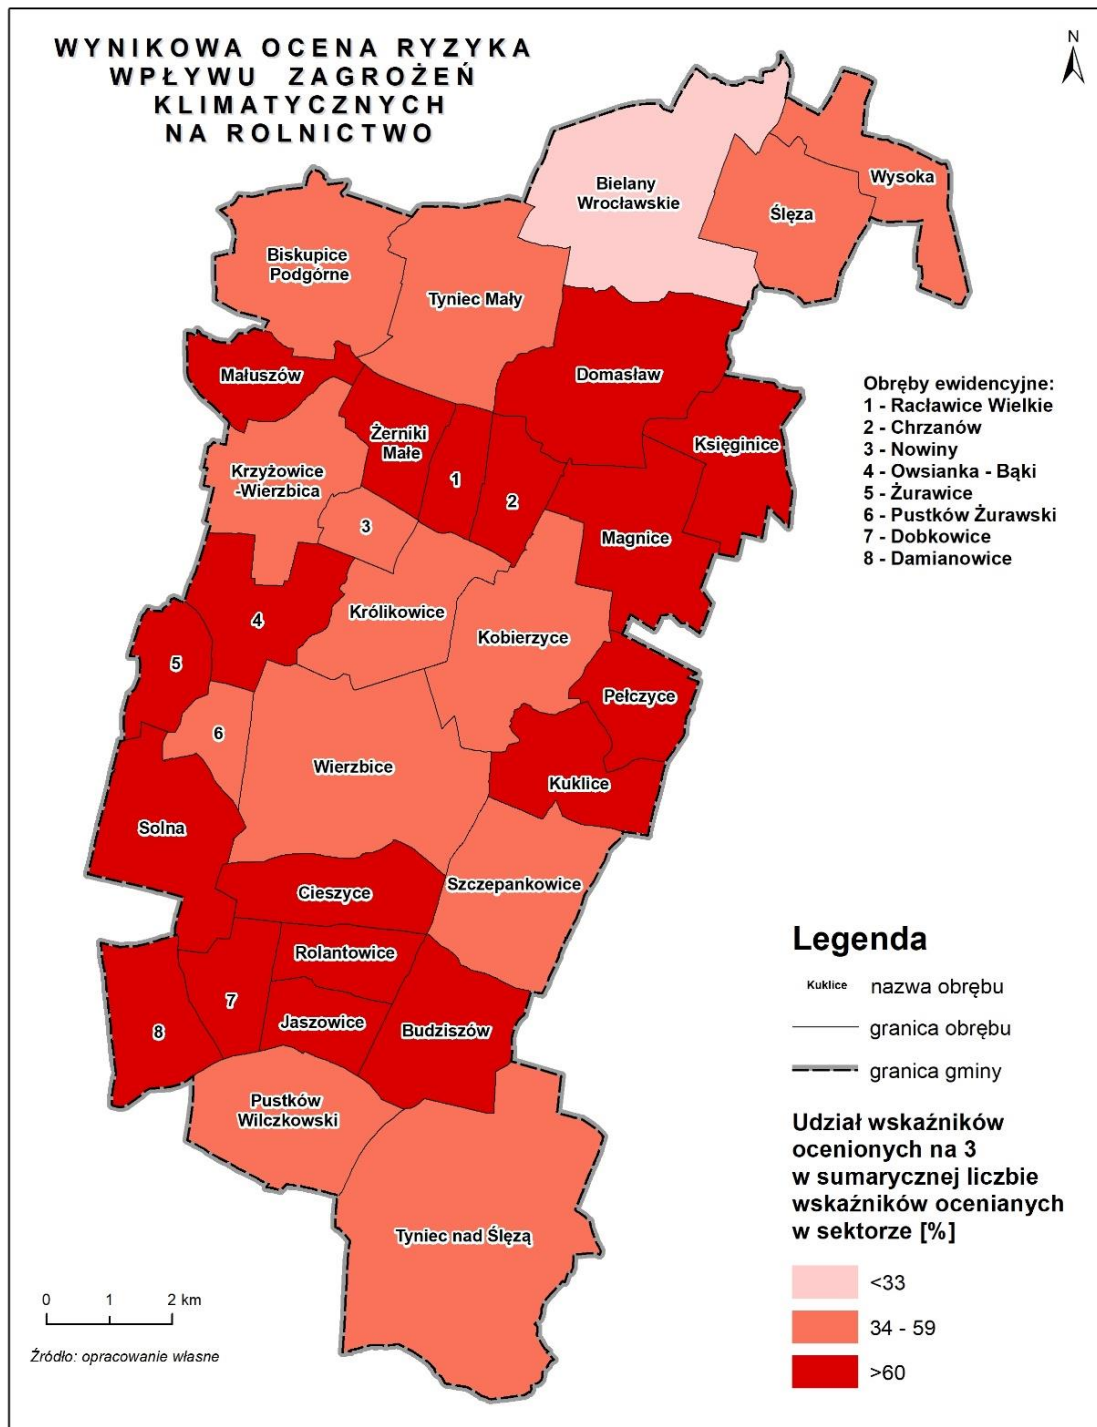 WYNIKOWA OCENA RYZYKA
WPŁYWU ZAGROŻEŃ
KLIMATYCZNYCH
NA ROLNICTWO
N
Bielany
Wrocławskie
Wysoka
Ślęza
Biskupice
Podgórne
Tyniec Mały
Małuszów
Domasław
Żerniki
Małe
Księginice
Krzyżowice
-Wierzbica
1
2
3
Magnice
Obręby ewidencyjne:
1 - Racławice Wielkie
2 - Chrzanów
3 - Nowiny
4 - Owsianka - Bąki
5 - Żurawice
6 - Pustków Żurawski
7 - Dobkowice
8 - Damianowice
Królikowice
4
Kobierzyce
5
Pełczyce
6
Wierzbice
Kuklice
Solna
Cieszyce
Szczepankowice
Rolantowice
7
Jaszowice
Budziszów
8
Pustków
Wilczkowski
Tyniec nad Ślęzą
Legenda
Kuklice nazwa obrębu
granica obrębu
granica gminy
Udział wskaźników
ocenionych na 3
w sumarycznej liczbie
wskaźników ocenianych
w sektorze [%]
<33
34 - 59
>60
0 1 2 km
Źródło: opracowanie własne